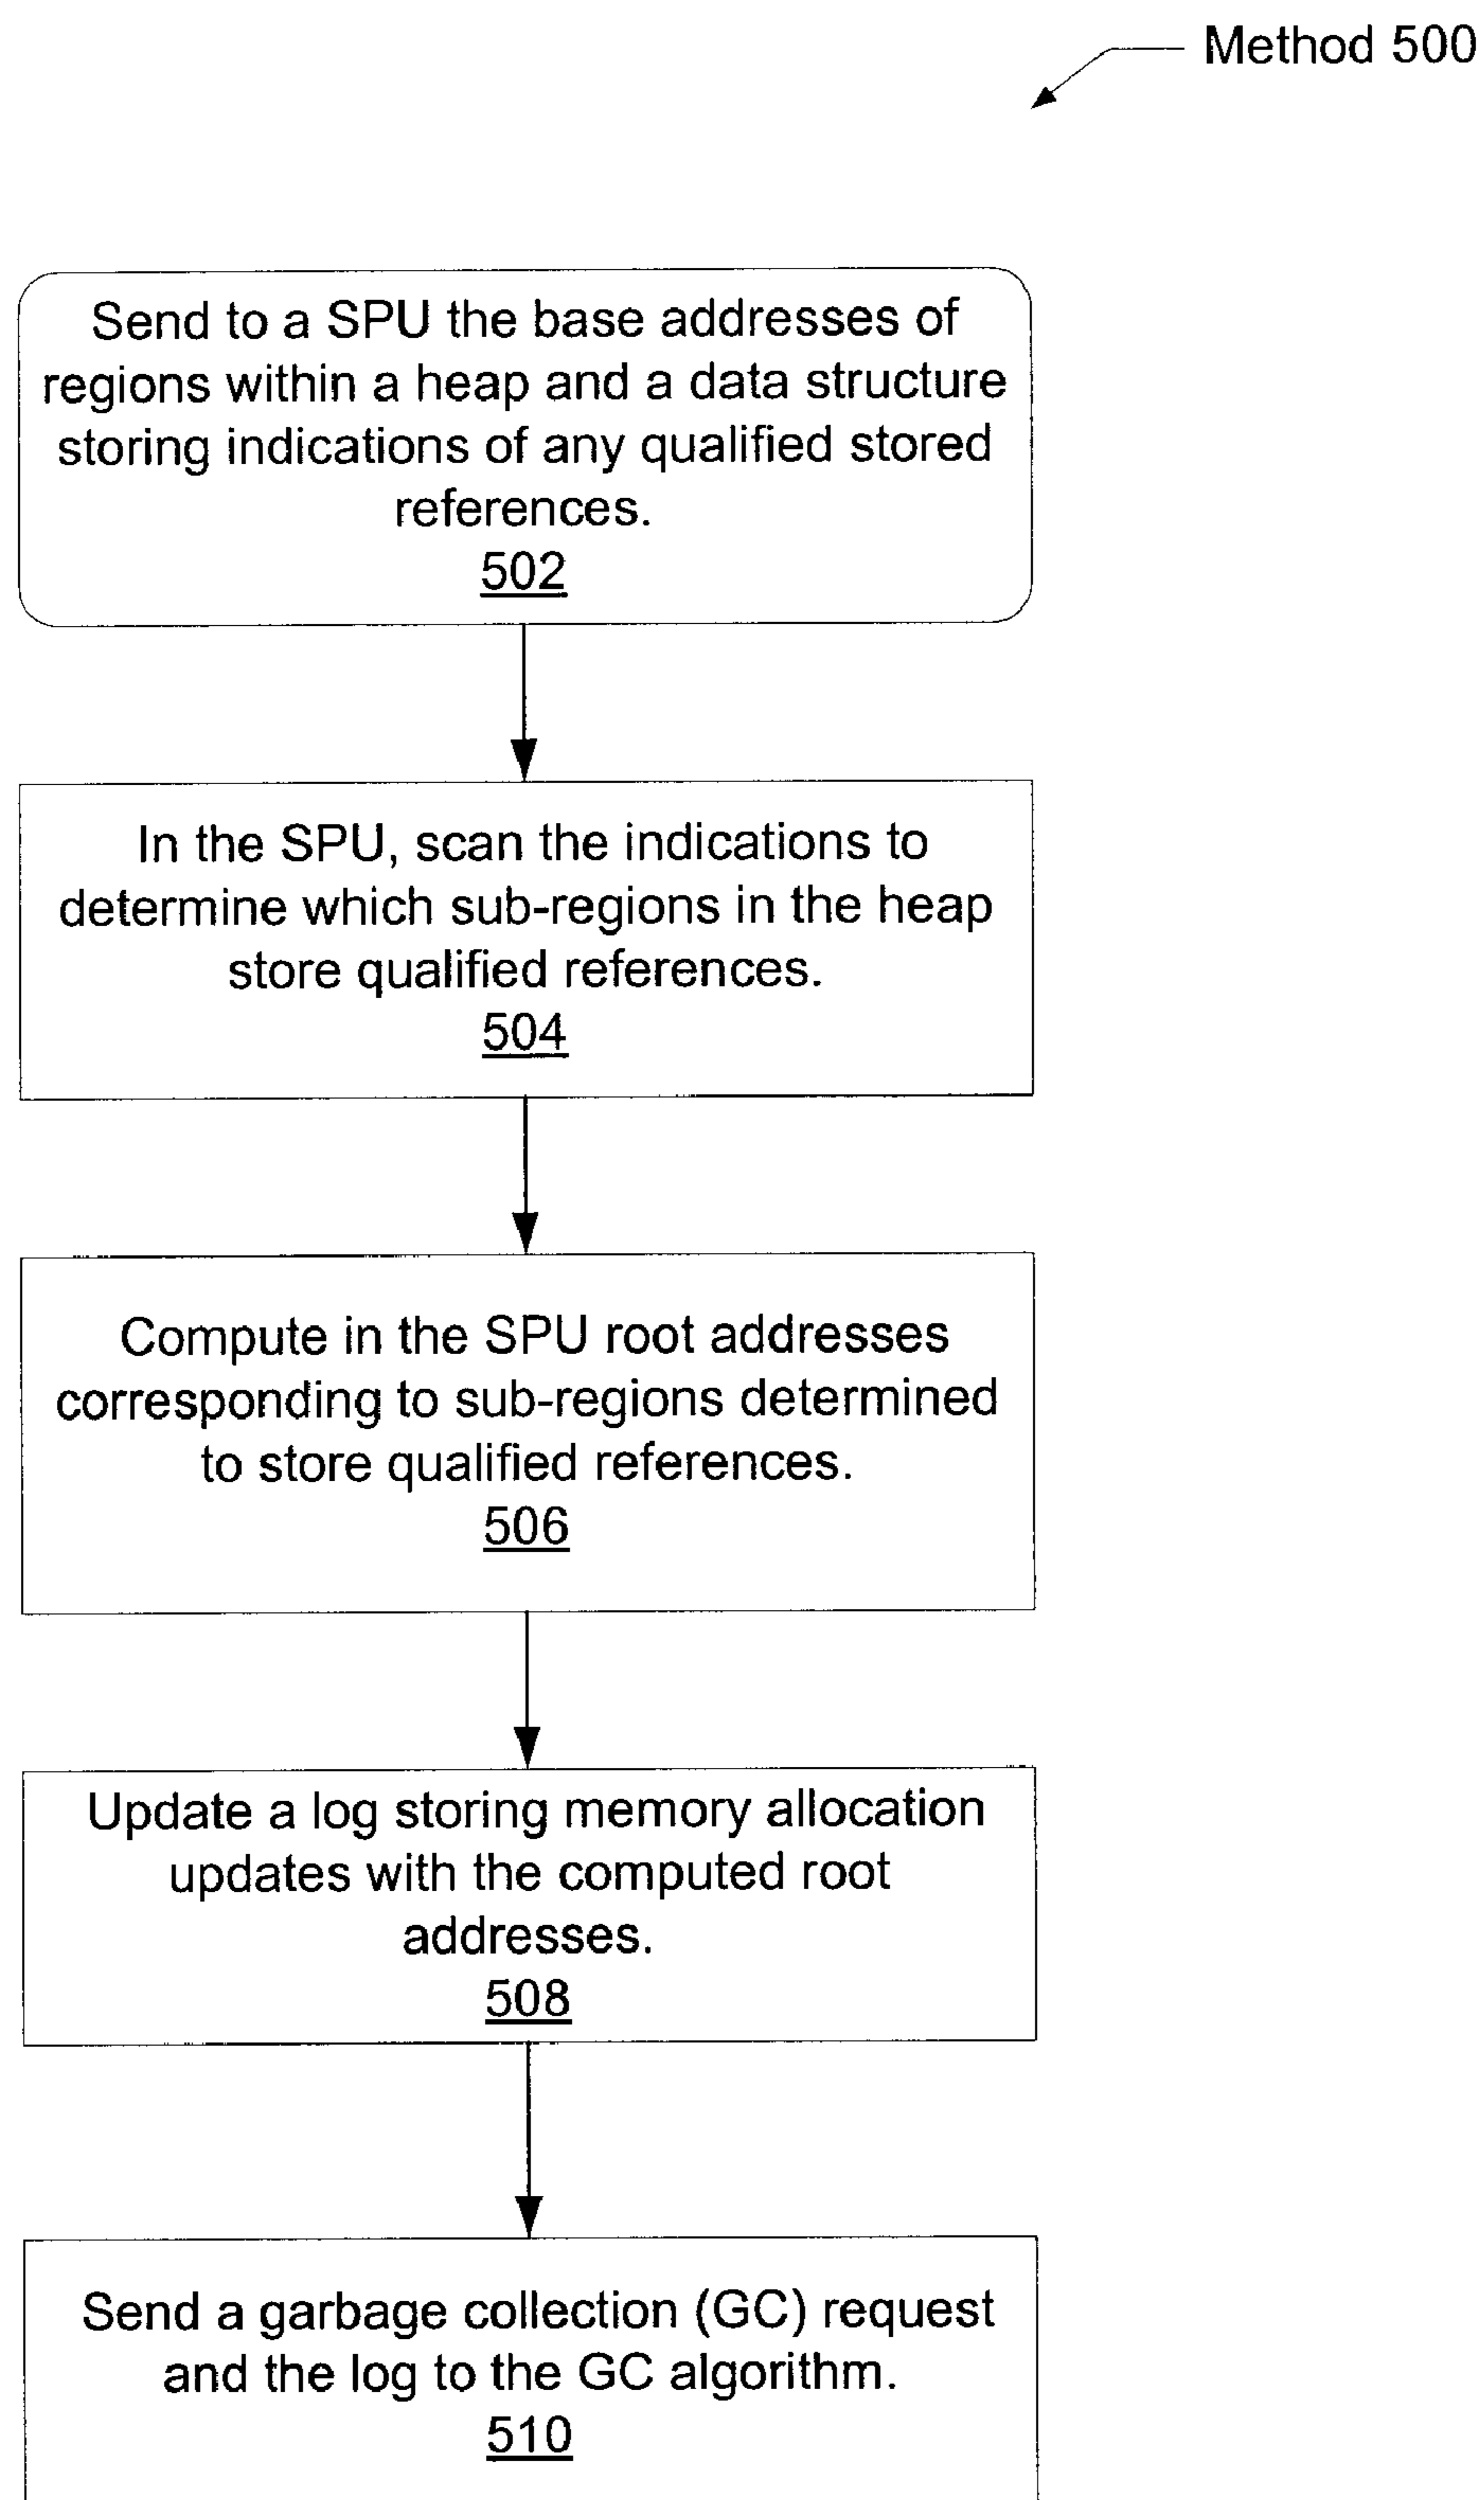 Method 500
Send to a SPU the base addresses of
regions within a heap and a data structure
storing indications of any qualified stored
references.
502
In the SPU, scan the indications to
determine which sub-regions in the heap
store qualified references.
504
Compute in the SPU root addresses
corresponding to sub-regions determined
to store qualified references.
506
Update a log storing memory allocation
updates with the computed root
addresses.
508
Send a garbage collection (GC) request
and the log to the GC algorithm.
510